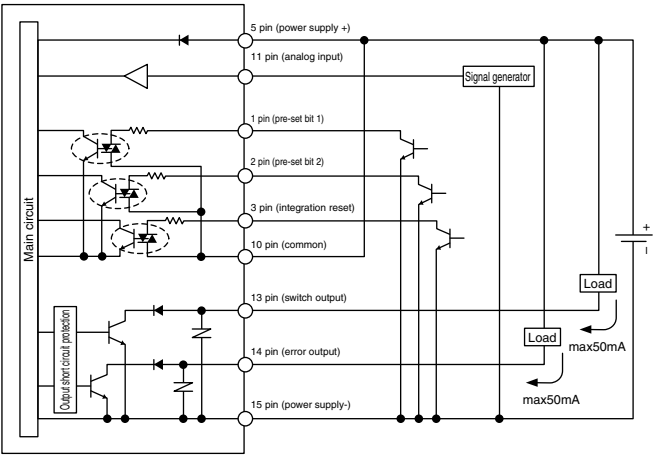 5 pin (power supply +)
11 pin (analog input)
Signal generator
1 pin (pre-set bit 1)
2 pin (pre-set bit 2)
3 pin (integration reset)
10 pin (common)
Main circuit
+
−
13 pin (switch output)
Load
max50mA
Output short circuit protection
14 pin (error output)
Load
max50mA
15 pin (power supply-)